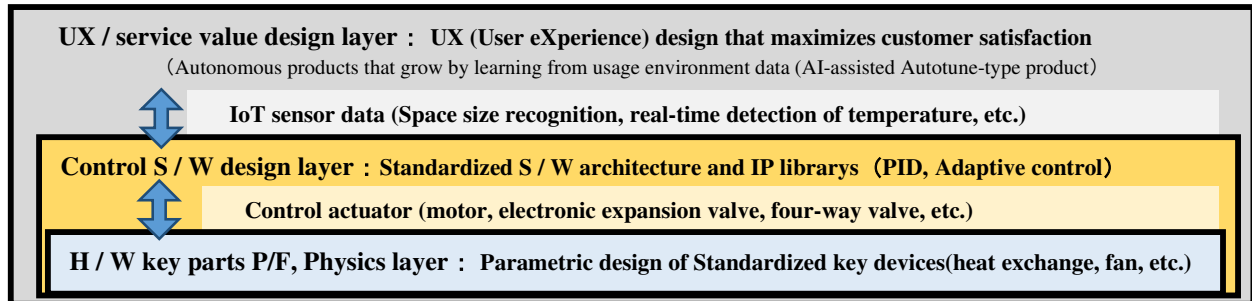 UX / service value design layer : UX (User eXperience) design that maximizes customer satisfaction
(Autonomous products that grow by learning from usage environment data (AI-assisted Autotune-type product)
IoT sensor data (Space size recognition, real-time detection of temperature, etc.)
Control S / W design layer : Standardized S / W architecture and IP librarys (PID, Adaptive control)
Control actuator (motor, electronic expansion valve, four-way valve, etc.)
H / W key parts P/F, Physics layer : Parametric design of Standardized key devices(heat exchange, fan, etc.)